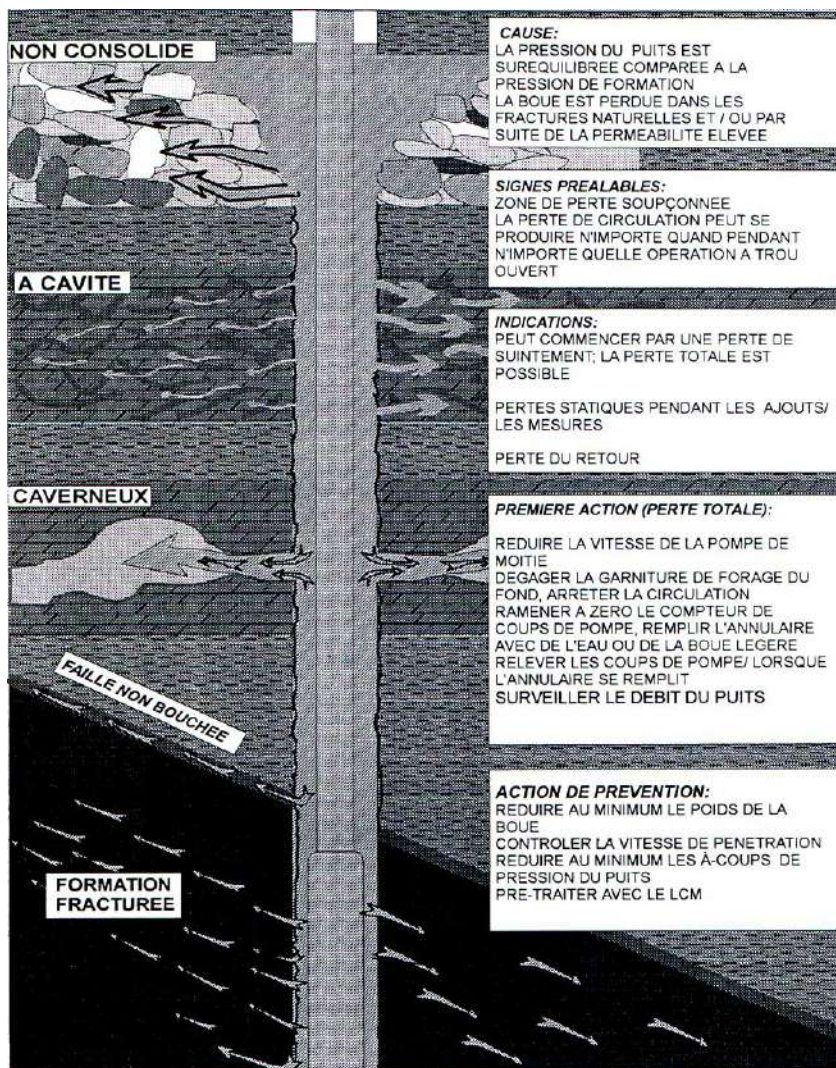 NON CONSOLIDE
A CAVITE
CAVERNEUX
FAILLE NON BOUCHEE
FORMATION
FRACTUREE
CAUSE:
LA PRESSION DU PUITS EST
SUREQUILIBREE COMPAREE A LA
PRESSION DE FORMATION
LA BOUE EST PERDUE DANS LES
FRACTURES NATURELLES ET / OU PAR
SUITE DE LA PERMEABILITE ELEVEE
SIGNES PREALABLES:
ZONE DE PERTE SOUPÇONNEE
LA PERTE DE CIRCULATION PEUT SE
PRODUIRE N'IMPORTE QUAND PENDANT
N'IMPORTE QUELLE OPERATION A TROU
OUVERT
INDICATIONS:
PEUT COMMENCER PAR UNE PERTE DE
SUINTEMENT; LA PERTE TOTALE EST
POSSIBLE
PERTES STATIQUES PENDANT LES AJOUTS/
LES MESURES
PERTE DU RETOUR
PREMIERE ACTION (PERTE TOTALE):
REDUIRE LA VITESSE DE LA POMPE DE
MOITIE
DEGAGER LA GARNITURE DE FORAGE DU
FOND, ARRETER LA CIRCULATION
RAMENER A ZERO LE COMPTEUR DE
COUPS DE POMPE, REMPLIR L'ANNULAIRE
AVEC DE L'EAU OU DE LA BOUE LEGERE
RELEVER LES COUPS DE POMPE/ LORSQUE
L'ANNULAIRE SE REMPLIT
SURVEILLER LE DEBIT DU PUITS
ACTION DE PREVENTION:
REDUIRE AU MINIMUM LE POIDS DE LA
BOUE
CONTROLER LA VITESSE DE PENETRATION
REDUIRE AU MINIMUM LES À-COUPS DE
PRESSION DU PUITS
PRE-TRAITER AVEC LE LCM